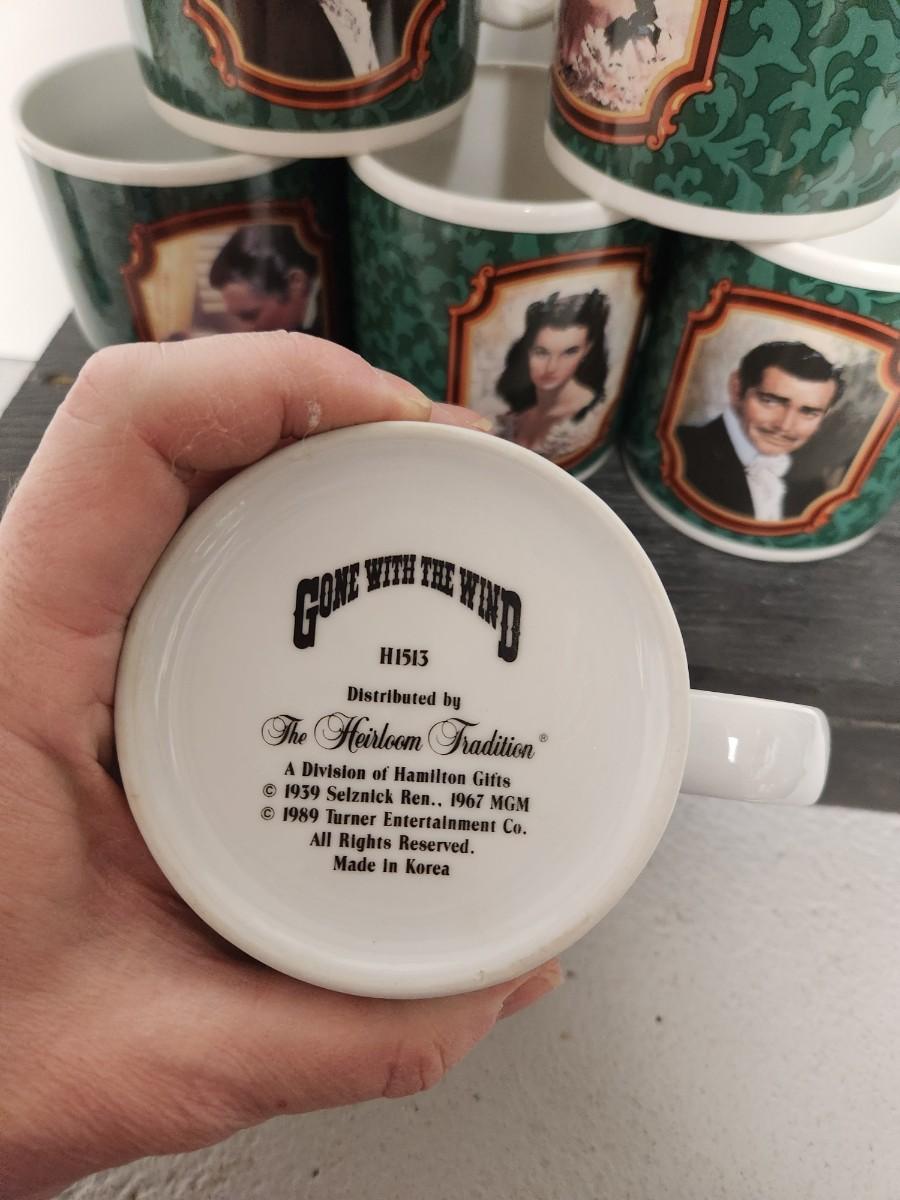 GONE WITH THE WIND
H1513
Distributed by
The Heirloom Tradition®
A Division of Hamilton Gifts
© 1939 Selznick Ren., 1967 MGM
© 1989 Turner Entertainment Co.
All Rights Reserved.
Made in Korea